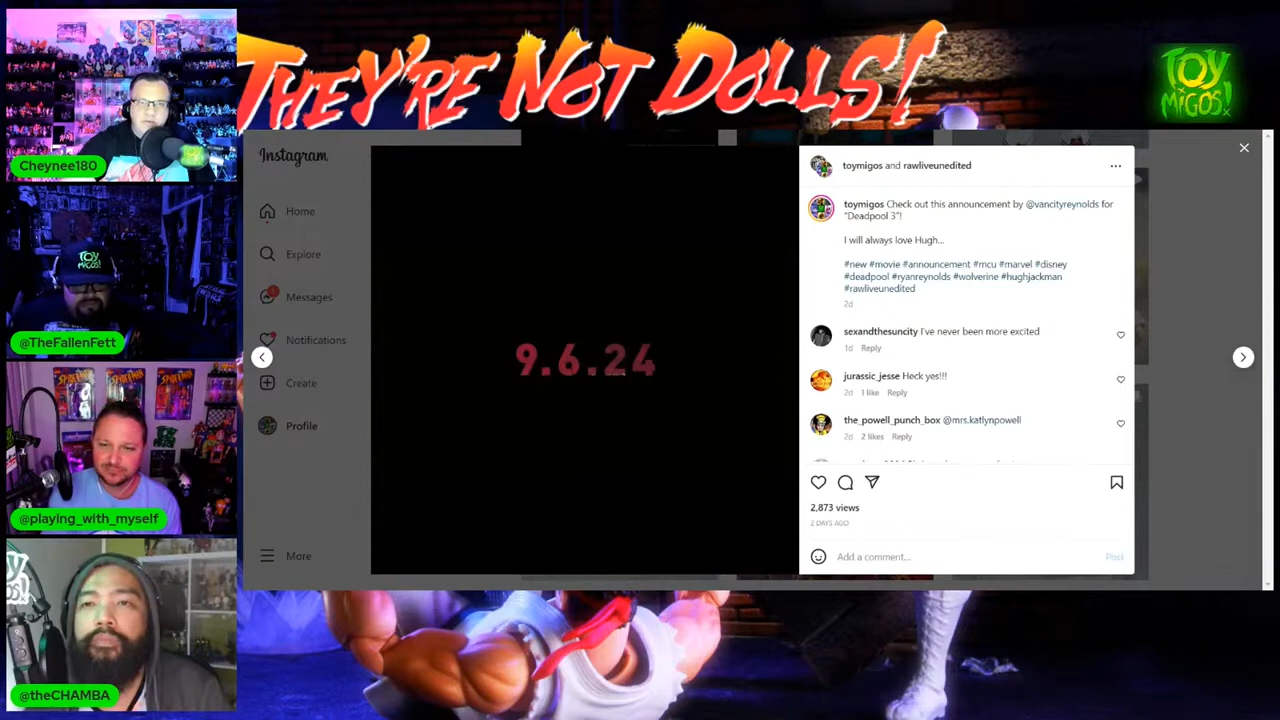 THEY'RE NOT DOLLS!
TOY
MIGOS!
Cheynee180
TOY
MIGOS!
@TheFallenFett
@playing_with_myself
@theCHAMBA
Instagram
Home
Explore
1
Messages
Notifications
Create
Profile
More
9.6.24
toymigos and rawliveunedited
toymigos Check out this announcement by @vancityreynolds for
"Deadpool 3"!
I will always love Hugh...
#new #movie #announcement #mcu #marvel #disney
#deadpool #ryanreynolds #wolverine #hughjackman
#rawliveunedited
2d
sexandthesuncity I've never been more excited
1d Reply
jurassic_jesse Heck yes!!!
2d 1 like Reply
the_powell_punch_box @mrs.katlynpowell
2d 2 likes Reply
2,873 views
2 DAYS AGO
Add a comment...
Post